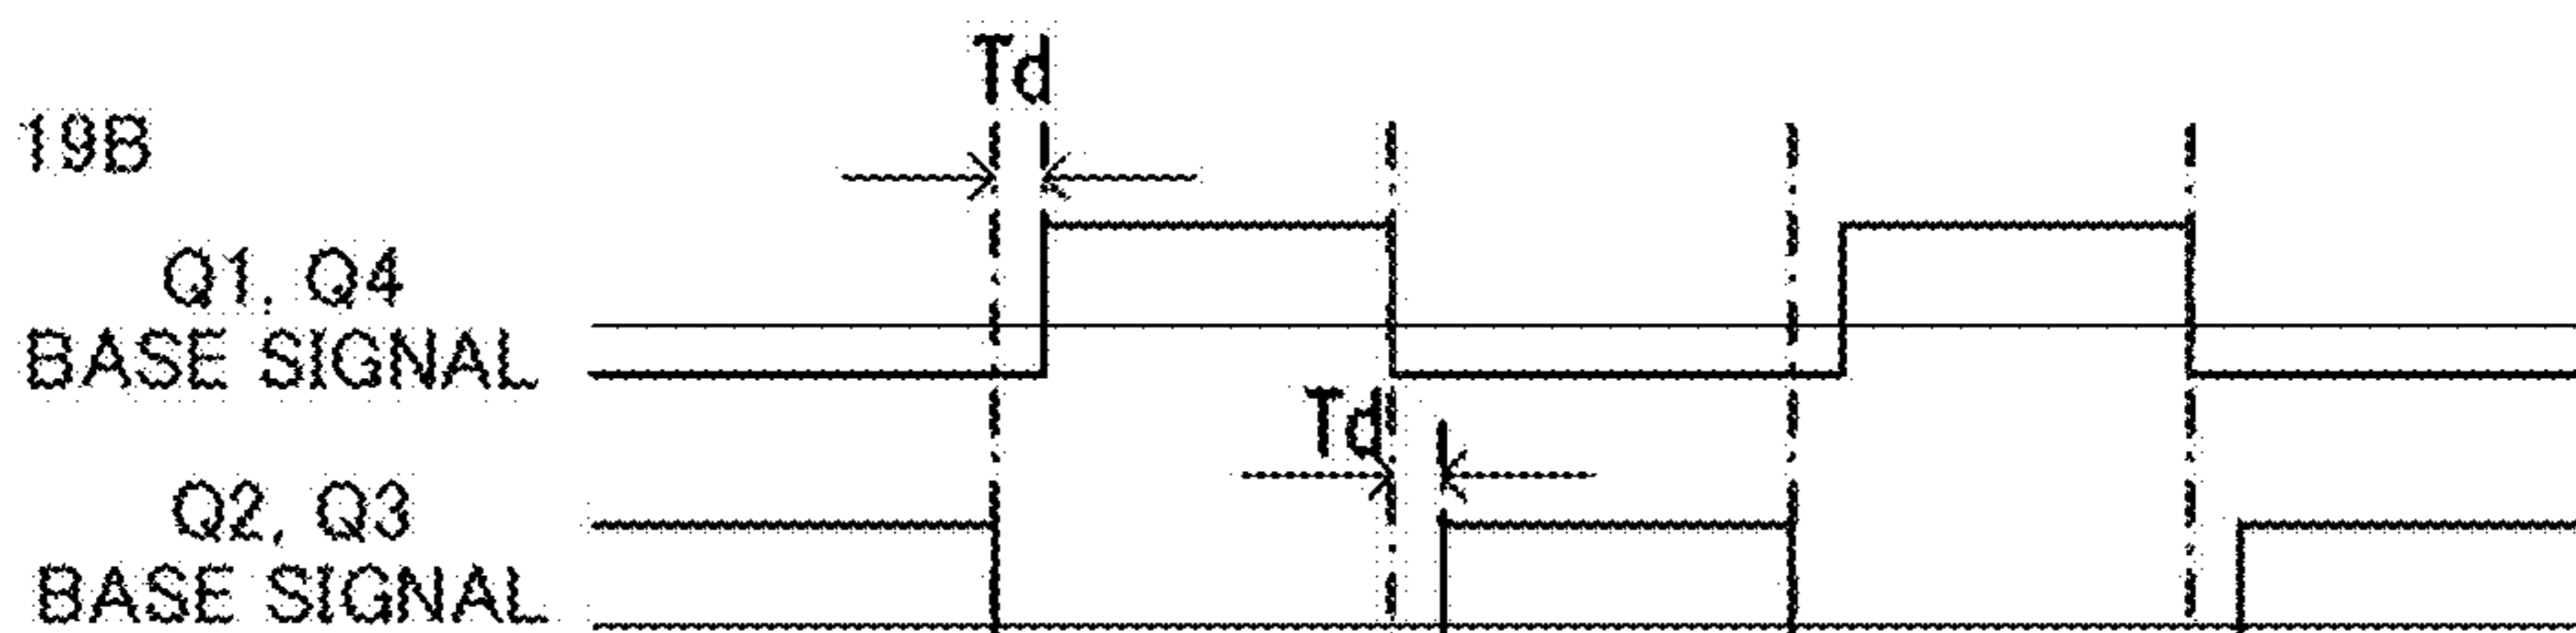 Td
19B
Q1, Q4
BASE SIGNAL
Td
Q2, Q3
BASE SIGNAL